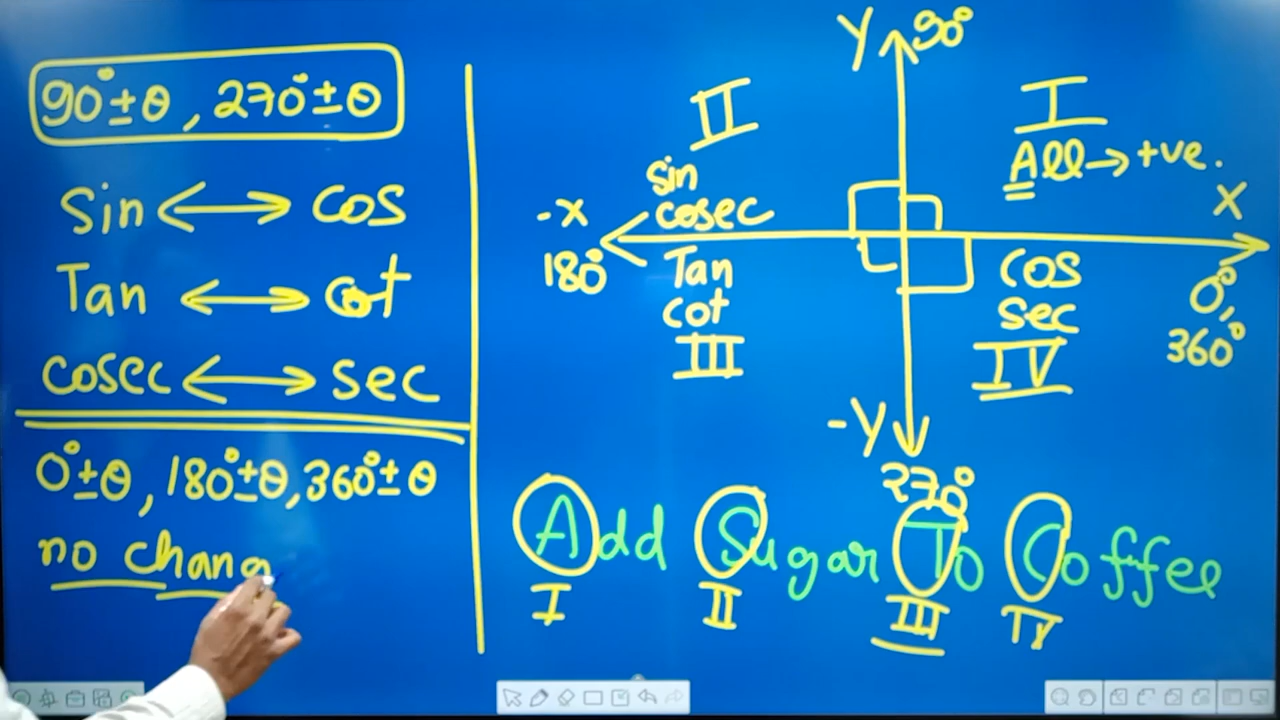 90°±θ, 270°±θ
Sin ↔ cos
Tan ↔ cot
cosec ↔ sec
0°±θ, 180°±θ, 360°±θ
no chang
Y 90°
II
sin
cosec
I
All→+ve.
-X
180°
X
0°,
360°
Tan
cot
III
cos
sec
IV
-Y
270°
Add Sugar To Coffee
I II III IV